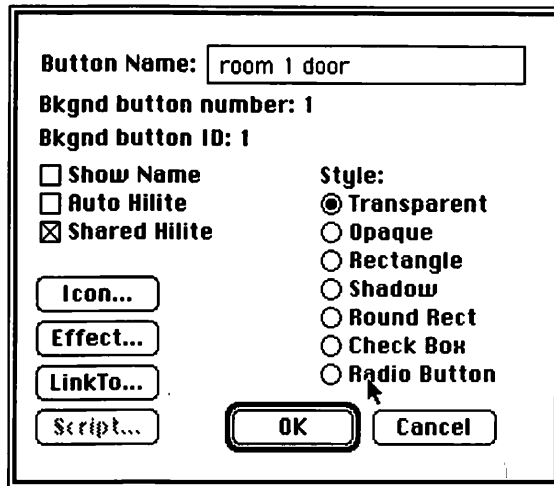 Button Name: room 1 door
Bkgnd button number: 1
Bkgnd button ID: 1
Show Name
Auto Hilite
Shared Hilite
Style:
Transparent
Opaque
Rectangle
Shadow
Round Rect
Check Box
Radio Button
Icon...
Effect...
LinkTo...
Script...
OK
Cancel